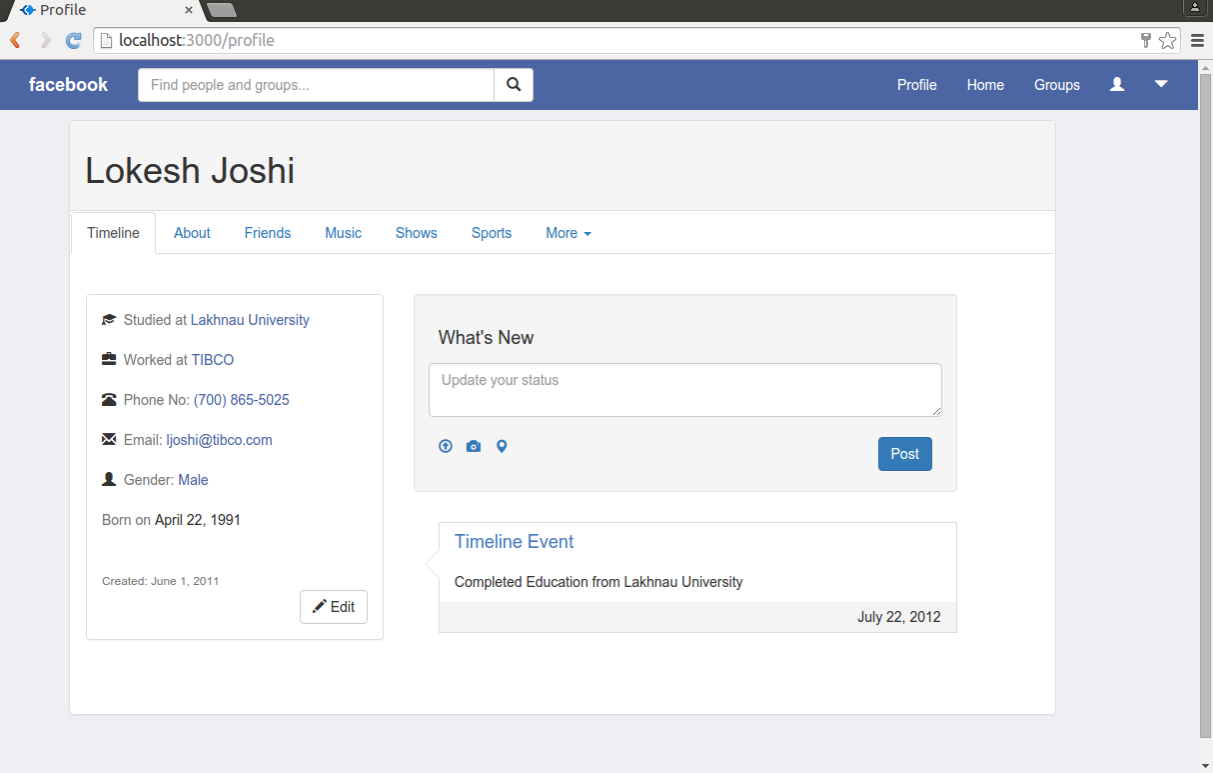 Profile
localhost:3000/profile
facebook
Find people and groups...
Profile
Home
Groups
Lokesh Joshi
Timeline
About
Friends
Music
Shows
Sports
More
Studied at Lakhnau University
Worked at TIBCO
Phone No: (700) 865-5025
Email: ljoshi@tibco.com
Gender: Male
Born on April 22, 1991
Created: June 1, 2011
Edit
What's New
Update your status
Post
Timeline Event
Completed Education from Lakhnau University
July 22, 2012